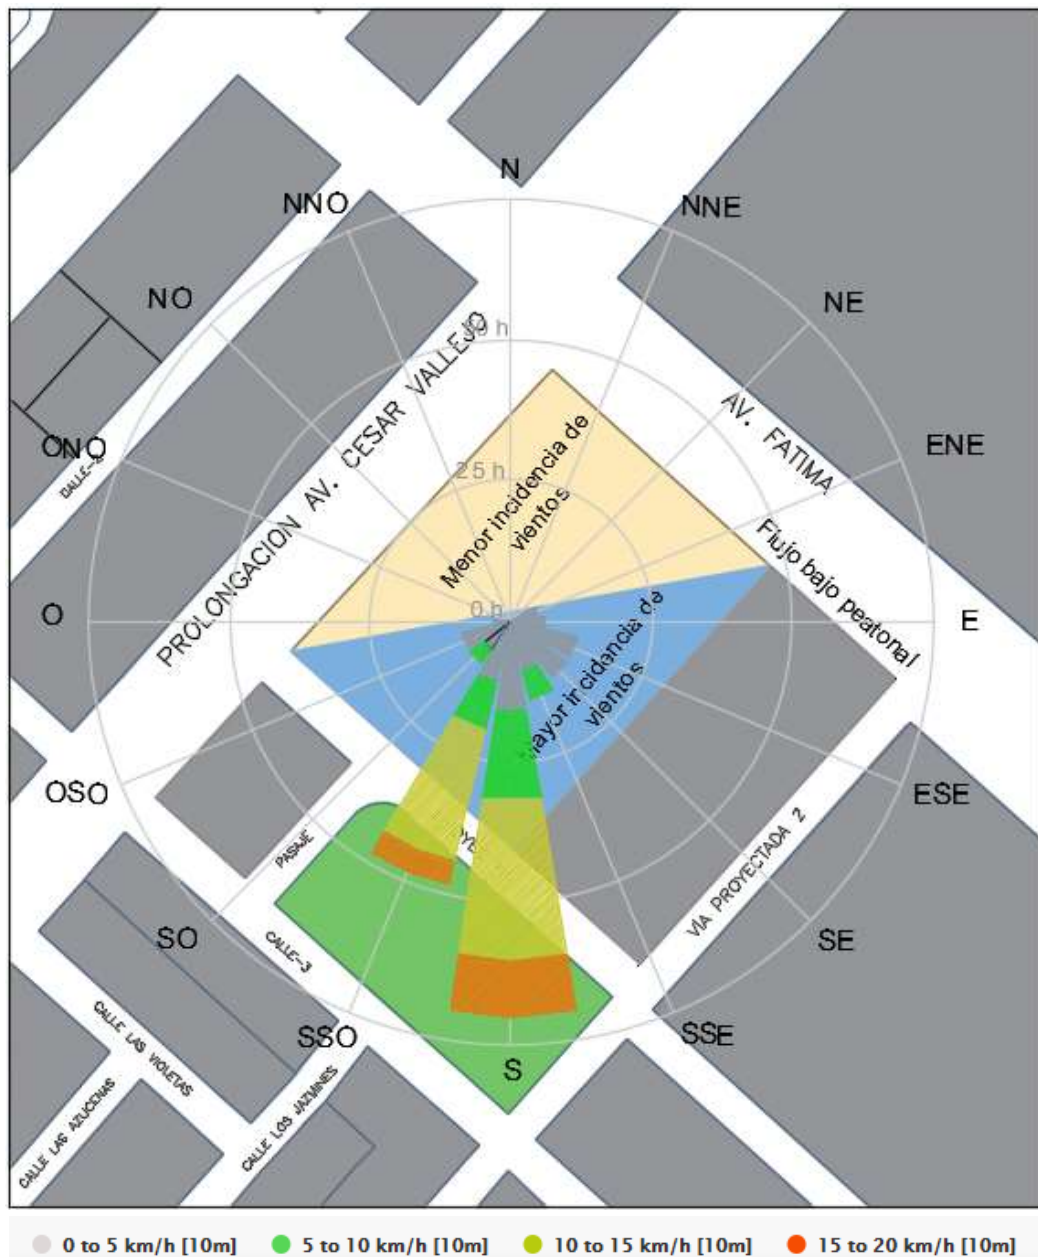 N
NNO
NNE
NO
NE
PROLONGACION AV. CESAR VALLEJO
AV. FATIMA
ONO
ENE
25 h
Menor incidencia de
vientos
Flujo bajo peatonal
0 h
O
E
Mayor incidencia de
vientos
OSO
ESE
PASAJE
VÍA PROYECTADA 2
SO
SE
CALLE-3
CALLE LAS VIOLETAS
SSO
SSE
S
CALLE LOS JAZMINES
CALLE LAS AZUCENAS
0 to 5 km/h [10m]
5 to 10 km/h [10m]
10 to 15 km/h [10m]
15 to 20 km/h [10m]